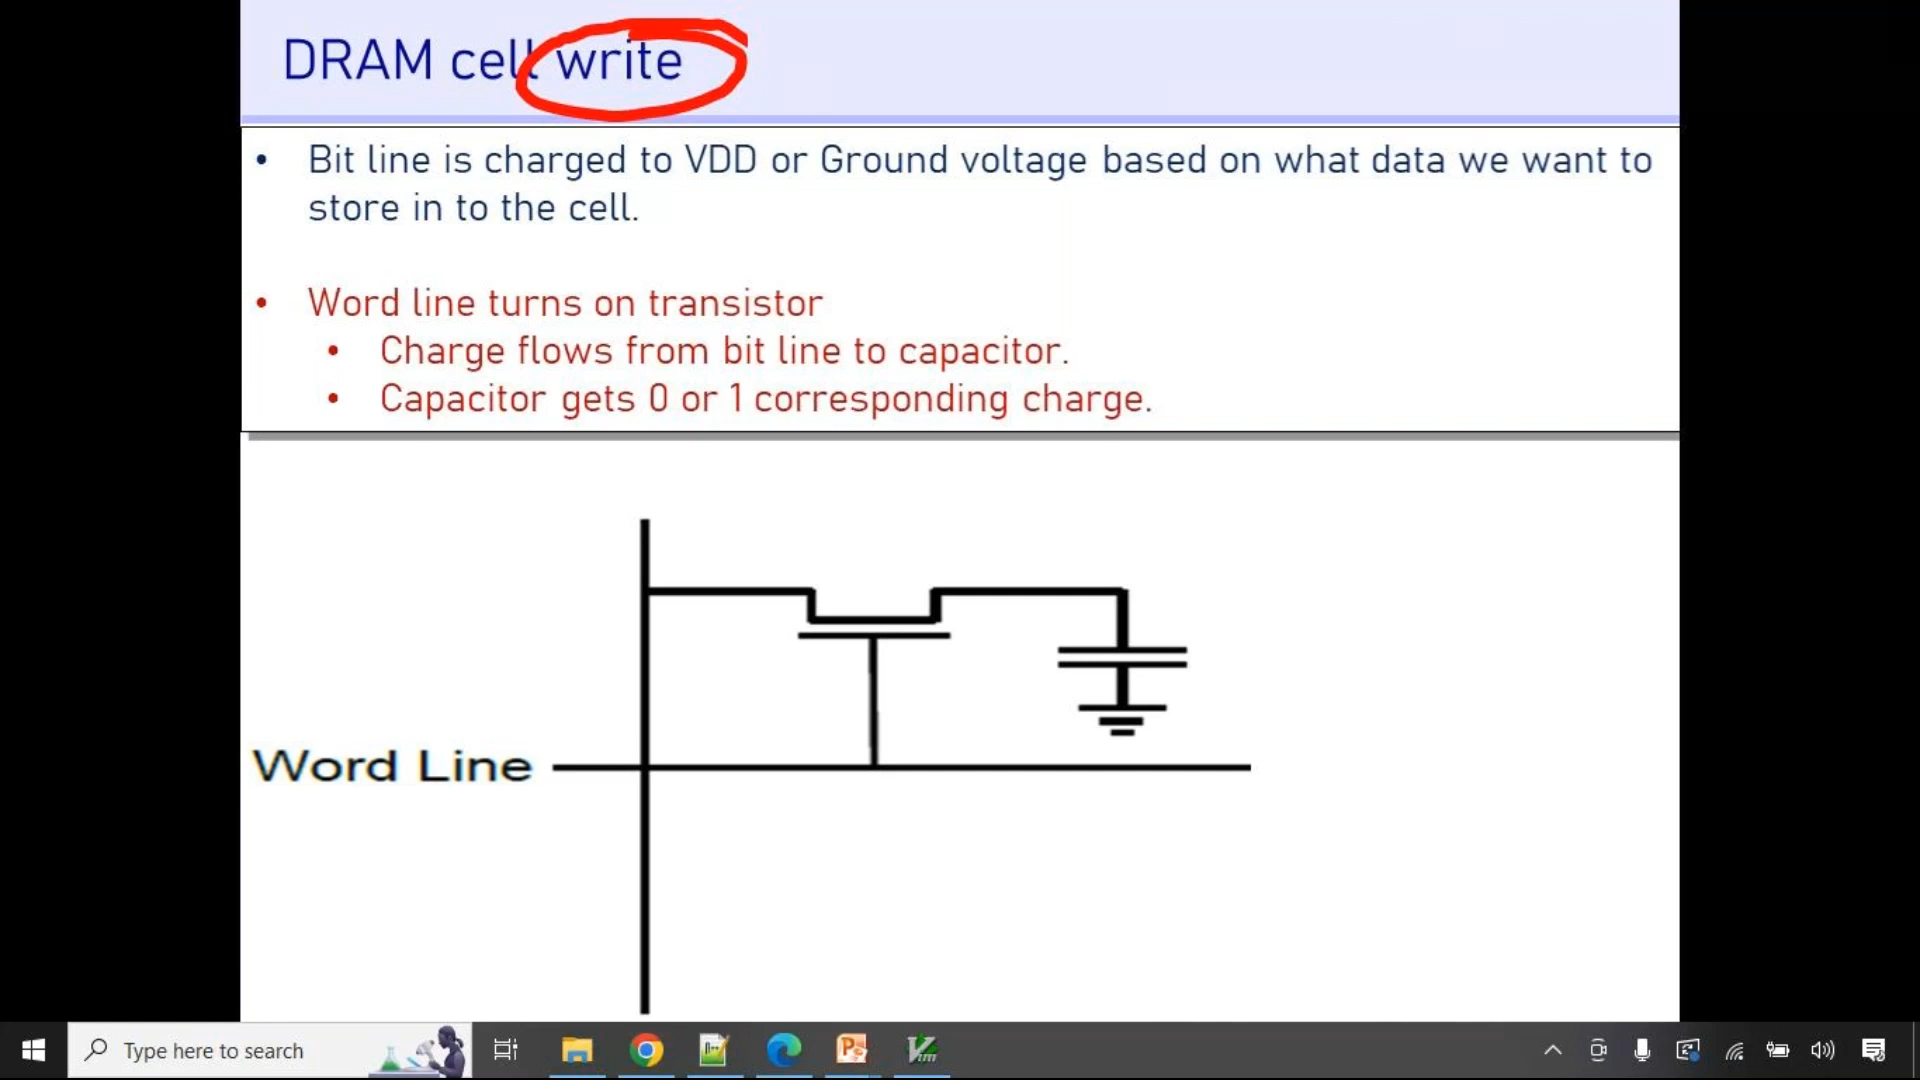 DRAM cell write
• Bit line is charged to VDD or Ground voltage based on what data we want to
store in to the cell.
• Word line turns on transistor
• Charge flows from bit line to capacitor.
• Capacitor gets 0 or 1 corresponding charge.
Word Line
Type here to search